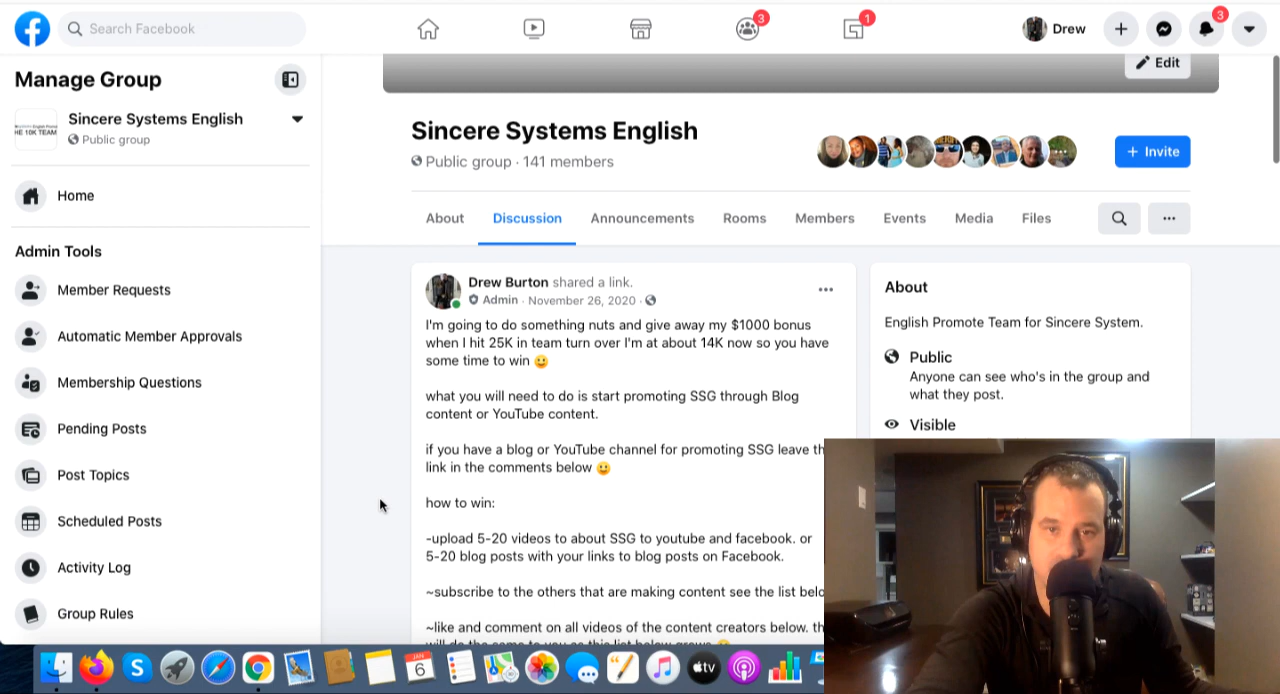 Search Facebook
3
1
Drew
3
Manage Group
Sincere Systems English
Public group
Home
Admin Tools
Member Requests
Automatic Member Approvals
Membership Questions
Pending Posts
Post Topics
Scheduled Posts
Activity Log
Group Rules
Edit
Sincere Systems English
Public group · 141 members
+ Invite
About
Discussion
Announcements
Rooms
Members
Events
Media
Files
Drew Burton shared a link.
Admin · November 26, 2020 ·
I'm going to do something nuts and give away my $1000 bonus
when I hit 25K in team turn over I'm at about 14K now so you have
some time to win
what you will need to do is start promoting SSG through Blog
content or YouTube content.
if you have a blog or YouTube channel for promoting SSG leave th
link in the comments below
how to win:
-upload 5-20 videos to about SSG to youtube and facebook. or
5-20 blog posts with your links to blog posts on Facebook.
~subscribe to the others that are making content see the list belo
~like and comment on all videos of the content creators below. th
About
English Promote Team for Sincere System.
Public
Anyone can see who's in the group and
what they post.
Visible
JAN
6
tv